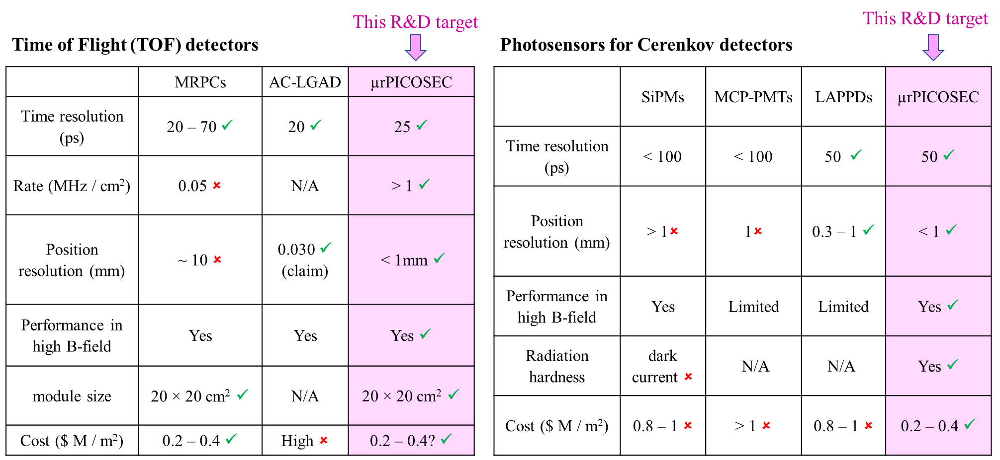 This R&D target
Time of Flight (TOF) detectors
MRPCs AC-LGAD µrPICOSEC
Time resolution
(ps)
20 – 70 ✓ 20 ✓ 25 ✓
Rate (MHz / cm²) 0.05 ✘ N/A > 1 ✓
Position
resolution (mm)
~ 10 ✘
0.030 ✓
(claim)
< 1mm ✓
Performance in
high B-field
Yes Yes Yes ✓
module size 20 × 20 cm² ✓ N/A 20 × 20 cm² ✓
Cost ($ M / m²) 0.2 – 0.4 ✓ High ✘ 0.2 – 0.4? ✓
This R&D target
Photosensors for Cerenkov detectors
SiPMs MCP-PMTs LAPPDs µrPICOSEC
Time resolution
(ps)
< 100 < 100 50 ✓ 50 ✓
Position
resolution (mm)
> 1✘ 1✘ 0.3 – 1 ✓ < 1 ✓
Performance in
high B-field
Yes Limited Limited Yes ✓
Radiation
hardness
dark
current ✘
N/A N/A Yes ✓
Cost ($ M / m²) 0.8 – 1 ✘ > 1 ✘ 0.8 – 1 ✘ 0.2 – 0.4 ✓